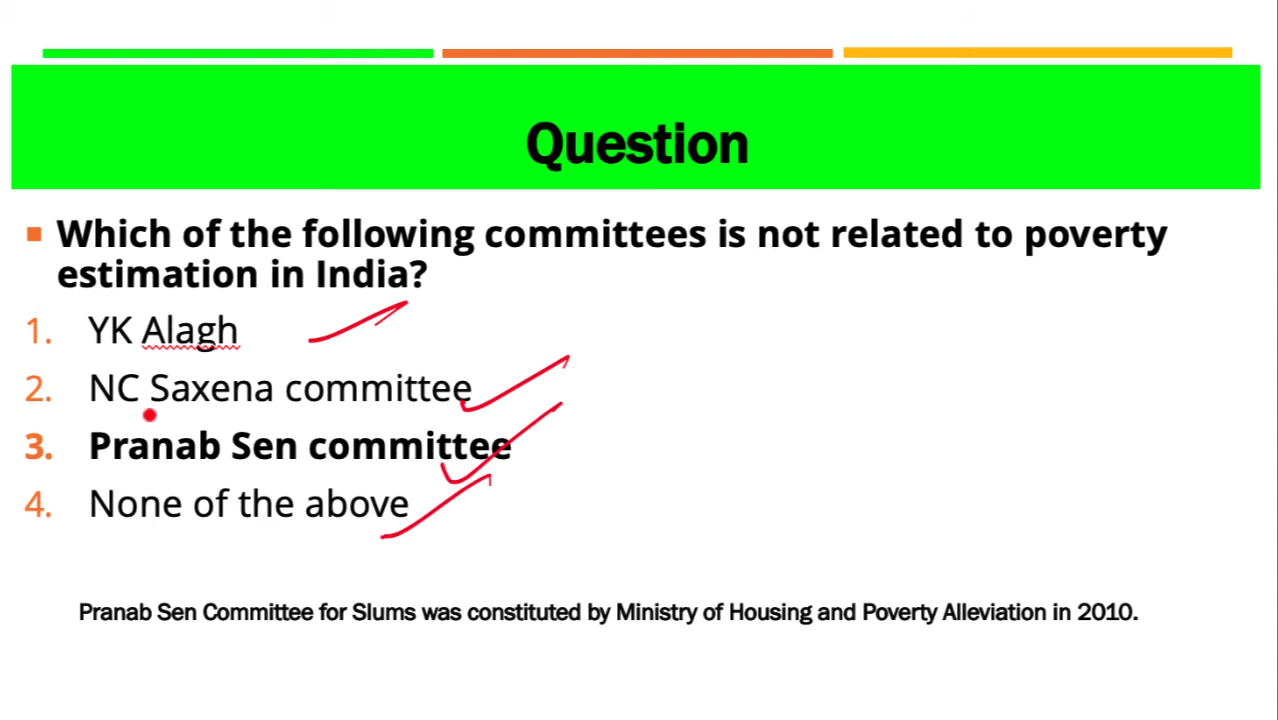 Question
Which of the following committees is not related to poverty
estimation in India?
1. YK Alagh
2. NC Saxena committee
3. Pranab Sen committee
4. None of the above
Pranab Sen Committee for Slums was constituted by Ministry of Housing and Poverty Alleviation in 2010.